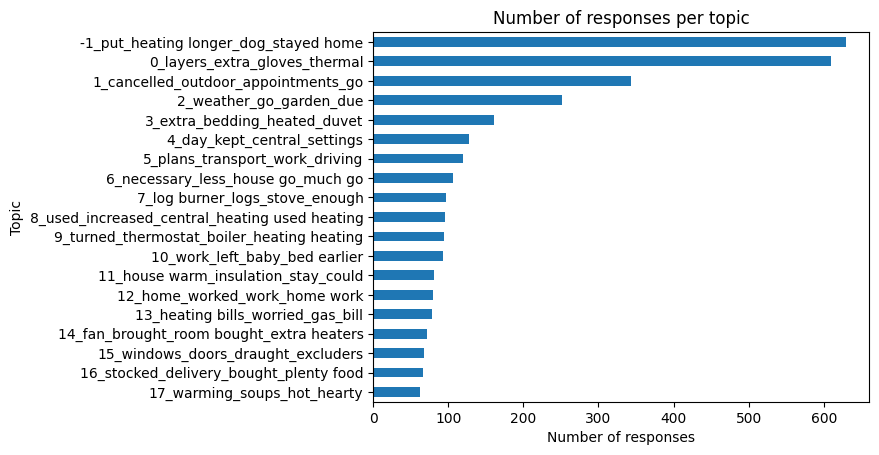 Number of responses per topic
Topic
-1_put_heating longer_dog_stayed home
0_layers_extra_gloves_thermal
1_cancelled_outdoor_appointments_go
2_weather_go_garden_due
3_extra_bedding_heated_duvet
4_day_kept_central_settings
5_plans_transport_work_driving
6_necessary_less_house go_much go
7_log burner_logs_stove_enough
8_used_increased_central_heating used heating
9_turned_thermostat_boiler_heating heating
10_work_left_baby_bed earlier
11_house warm_insulation_stay_could
12_home_worked_work_home work
13_heating bills_worried_gas_bill
14_fan_brought_room bought_extra heaters
15_windows_doors_draught_excluders
16_stocked_delivery_bought_plenty food
17_warming_soups_hot_hearty
0 100 200 300 400 500 600
Number of responses